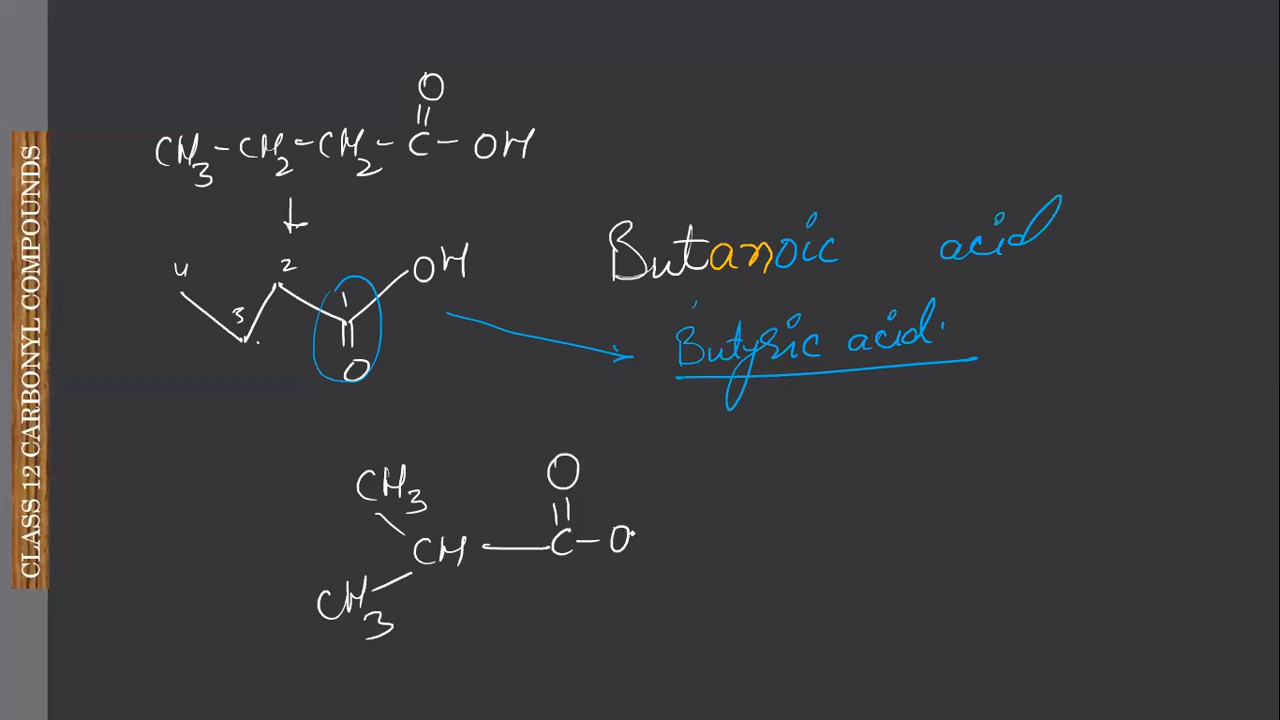 CLASS 12 CARBONYL COMPOUNDS
O
||
CH3-CH2-CH2-C-OH
4 3 2 1 OH
O
Butanoic acid
Butyric acid.
CH3 O
||
CH-C-O
CH3